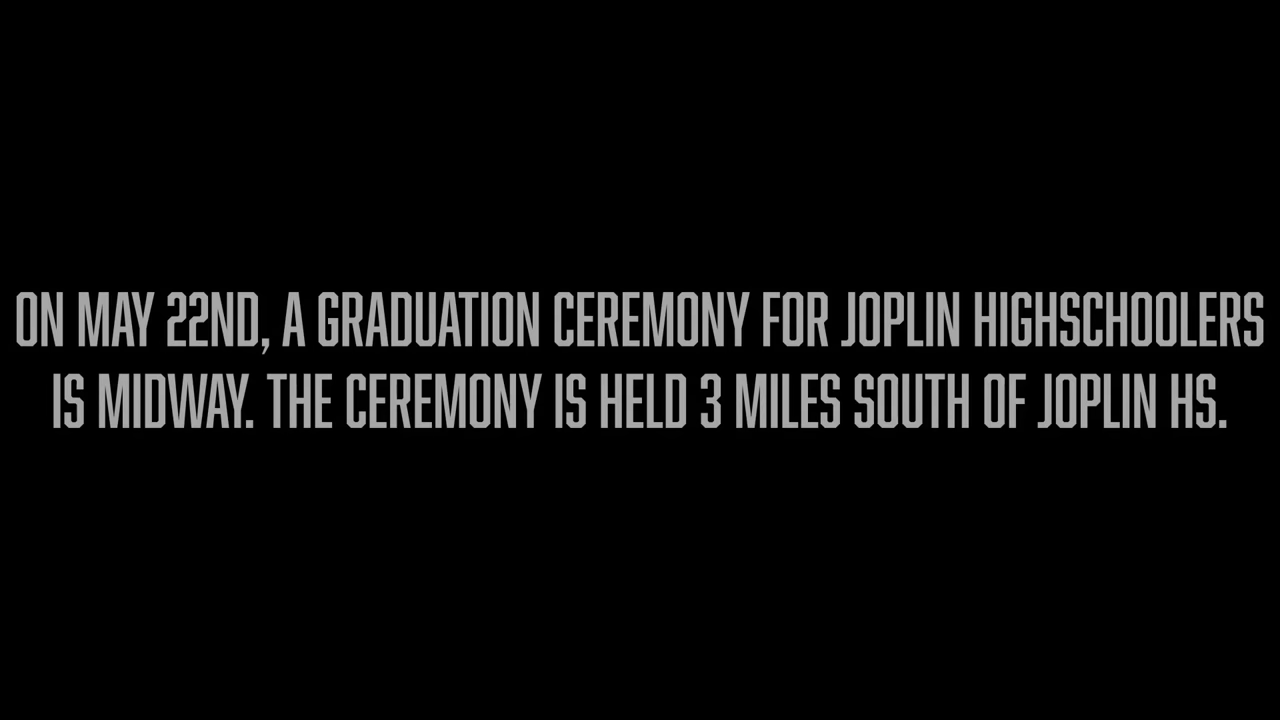 ON MAY 22ND, A GRADUATION CEREMONY FOR JOPLIN HIGHSCHOOLERS
IS MIDWAY. THE CEREMONY IS HELD 3 MILES SOUTH OF JOPLIN HS.